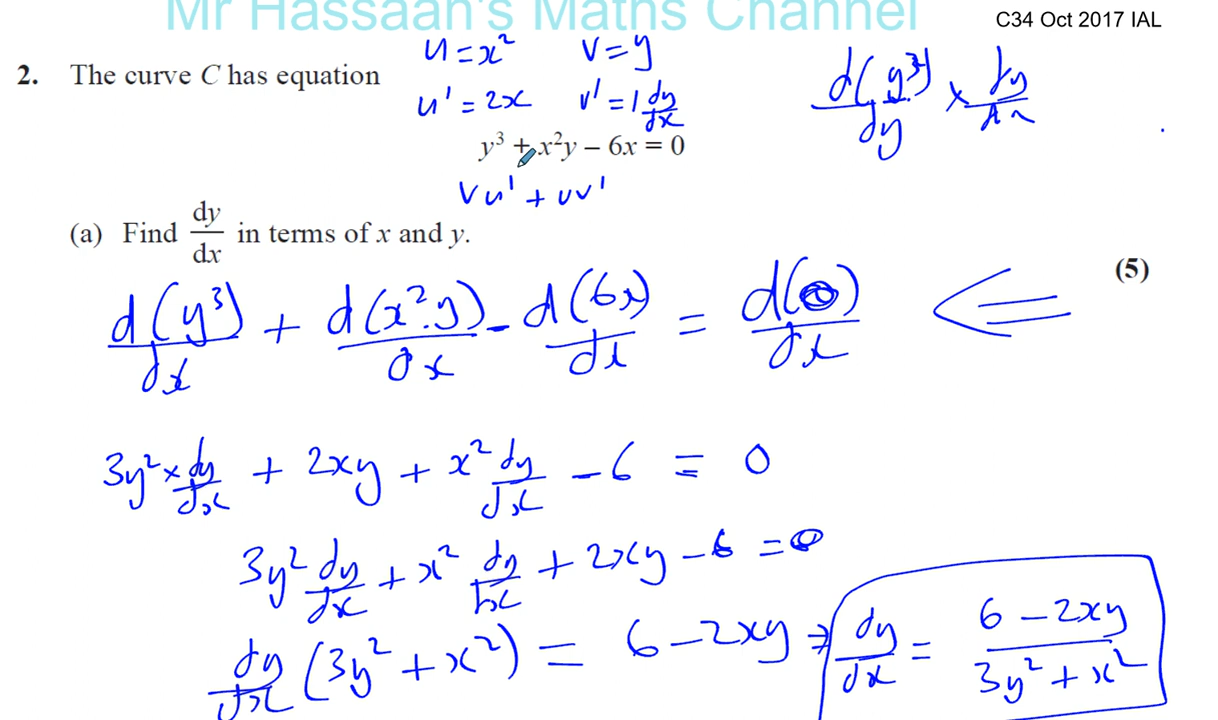 Mr Hassaan's Maths Channel
C34 Oct 2017 IAL
u = x² v = y
2. The curve C has equation
u' = 2x v' = 1 dy/dx
d(y³)/dy × dy/dx
y³ + x²y – 6x = 0
vu' + uv'
(a) Find dy/dx in terms of x and y.
(5)
d(y³)/dx + d(x².y)/dx - d(6x)/dx = d(0)/dx ⇐
3y² × dy/dx + 2xy + x² dy/dx - 6 = 0
3y² dy/dx + x² dy/dx + 2xy - 6 = 0
dy/dx (3y² + x²) = 6 - 2xy ⇒ dy/dx = (6 - 2xy)/(3y² + x²)